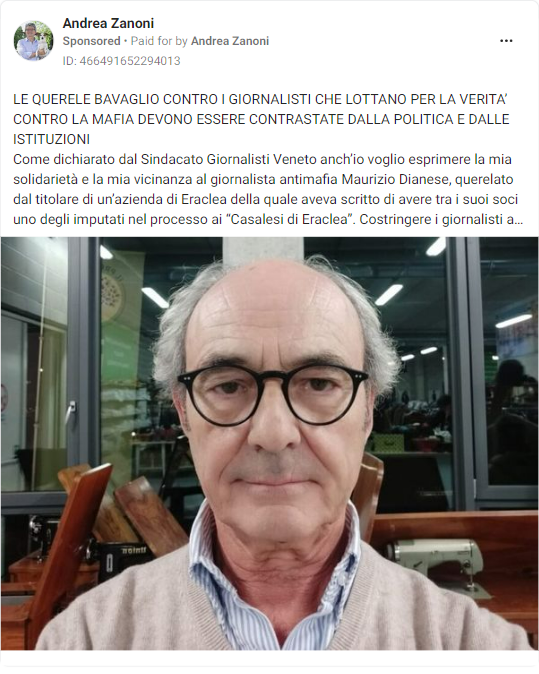 Andrea Zanoni
Sponsored • Paid for by Andrea Zanoni
ID: 466491652294013
LE QUERELE BAVAGLIO CONTRO I GIORNALISTI CHE LOTTANO PER LA VERITA'
CONTRO LA MAFIA DEVONO ESSERE CONTRASTATE DALLA POLITICA E DALLE
ISTITUZIONI
Come dichiarato dal Sindacato Giornalisti Veneto anch'io voglio esprimere la mia
solidarietà e la mia vicinanza al giornalista antimafia Maurizio Dianese, querelato
dal titolare di un'azienda di Eraclea della quale aveva scritto di avere tra i suoi soci
uno degli imputati nel processo ai "Casalesi di Eraclea". Costringere i giornalisti a...